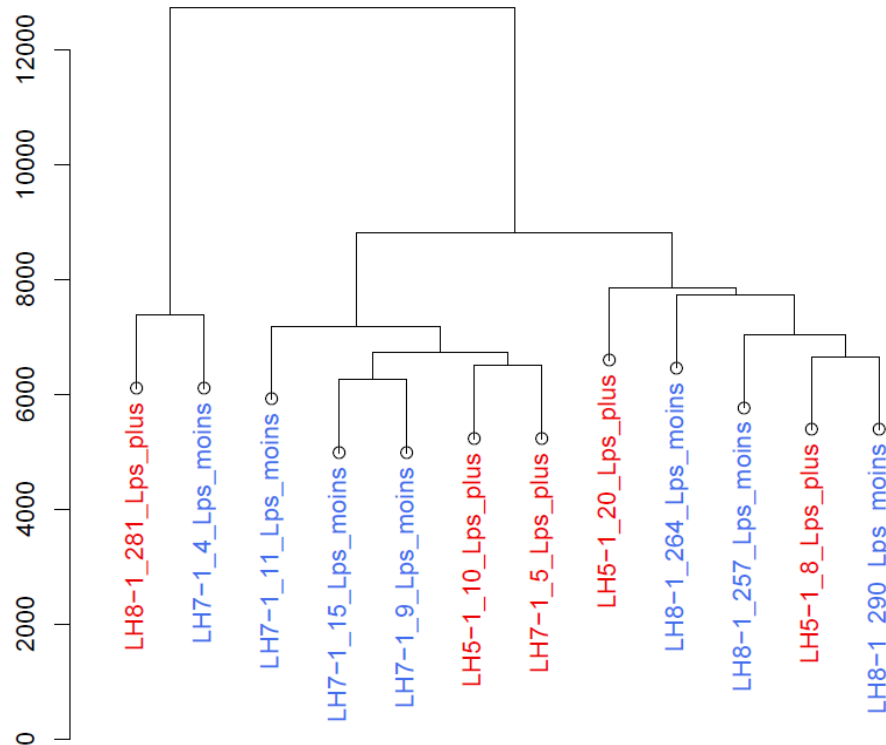 12000
10000
8000
6000
4000
2000
0
LH8−1_281_Lps_plus
LH7−1_4_Lps_moins
LH7−1_11_Lps_moins
LH7−1_15_Lps_moins
LH7−1_9_Lps_moins
LH5−1_10_Lps_plus
LH7−1_5_Lps_plus
LH5−1_20_Lps_plus
LH8−1_264_Lps_moins
LH8−1_257_Lps_moins
LH5−1_8_Lps_plus
LH8−1_290_Lps_moins